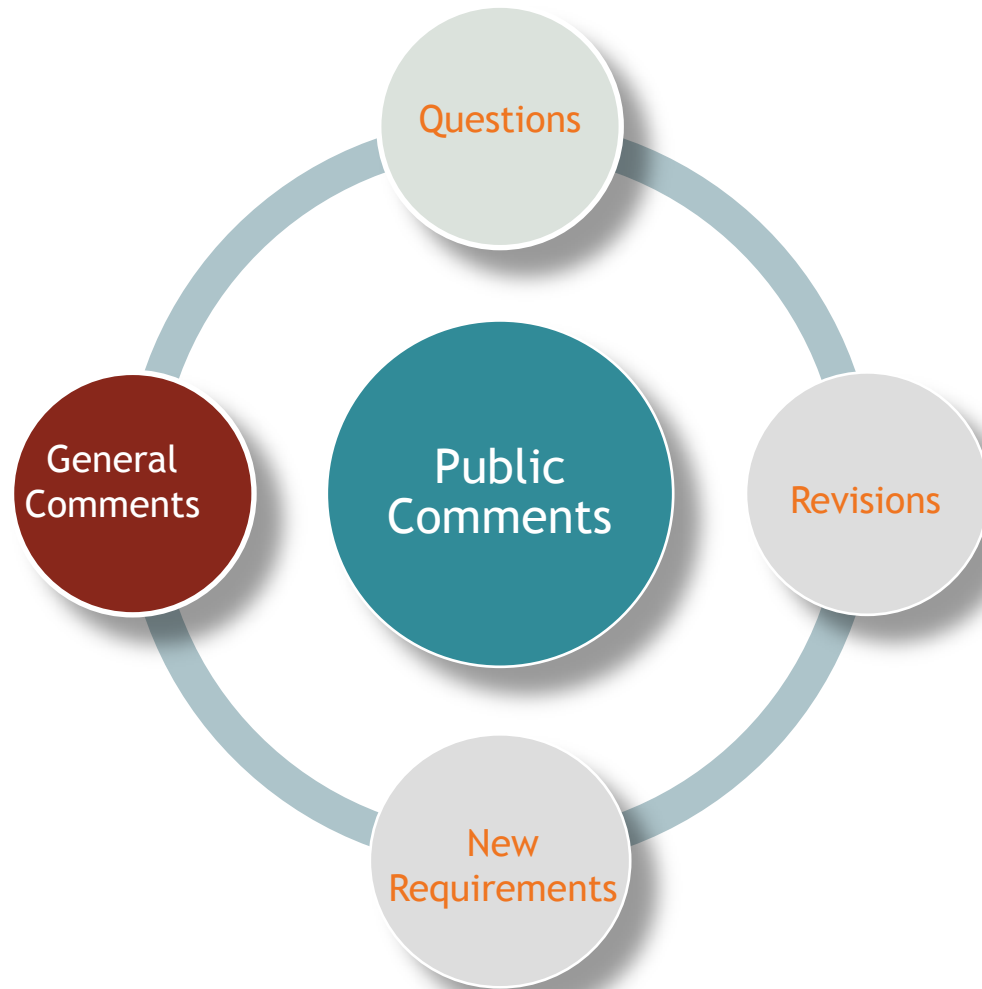 Questions
General
Comments
Public
Comments
Revisions
New
Requirements